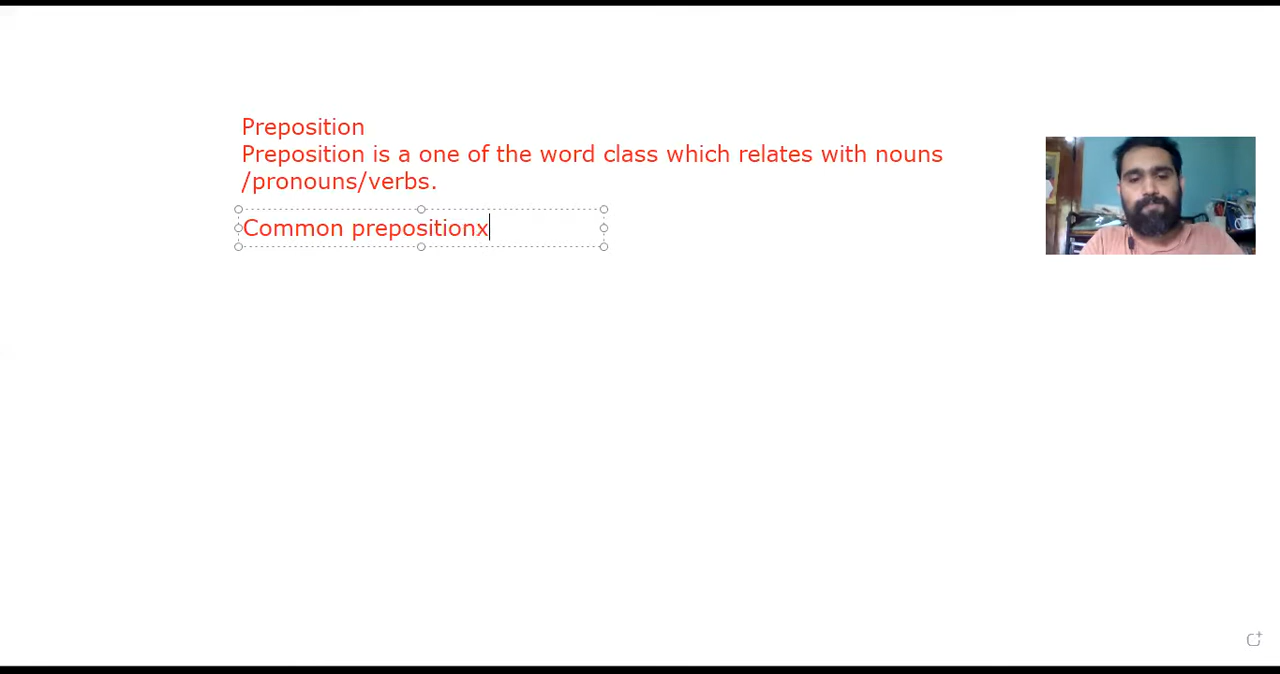 Preposition
Preposition is a one of the word class which relates with nouns
/pronouns/verbs.
Common prepositionx